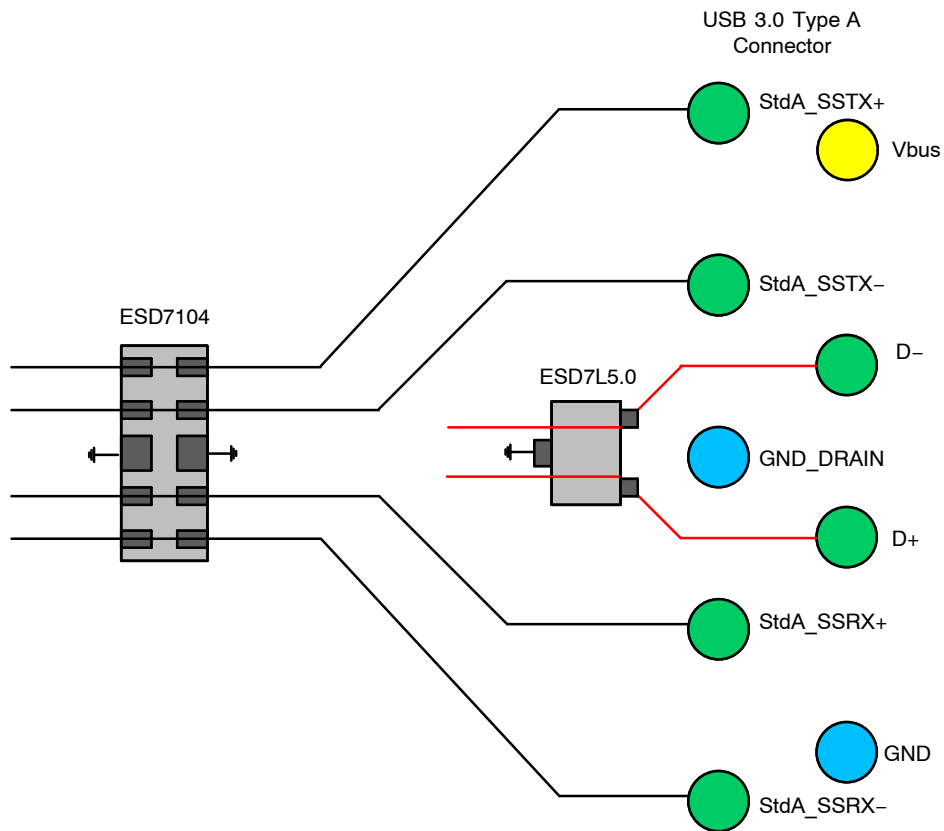 USB 3.0 Type A
Connector
StdA_SSTX+
Vbus
StdA_SSTX−
ESD7104
D−
ESD7L5.0
GND_DRAIN
D+
StdA_SSRX+
GND
StdA_SSRX−